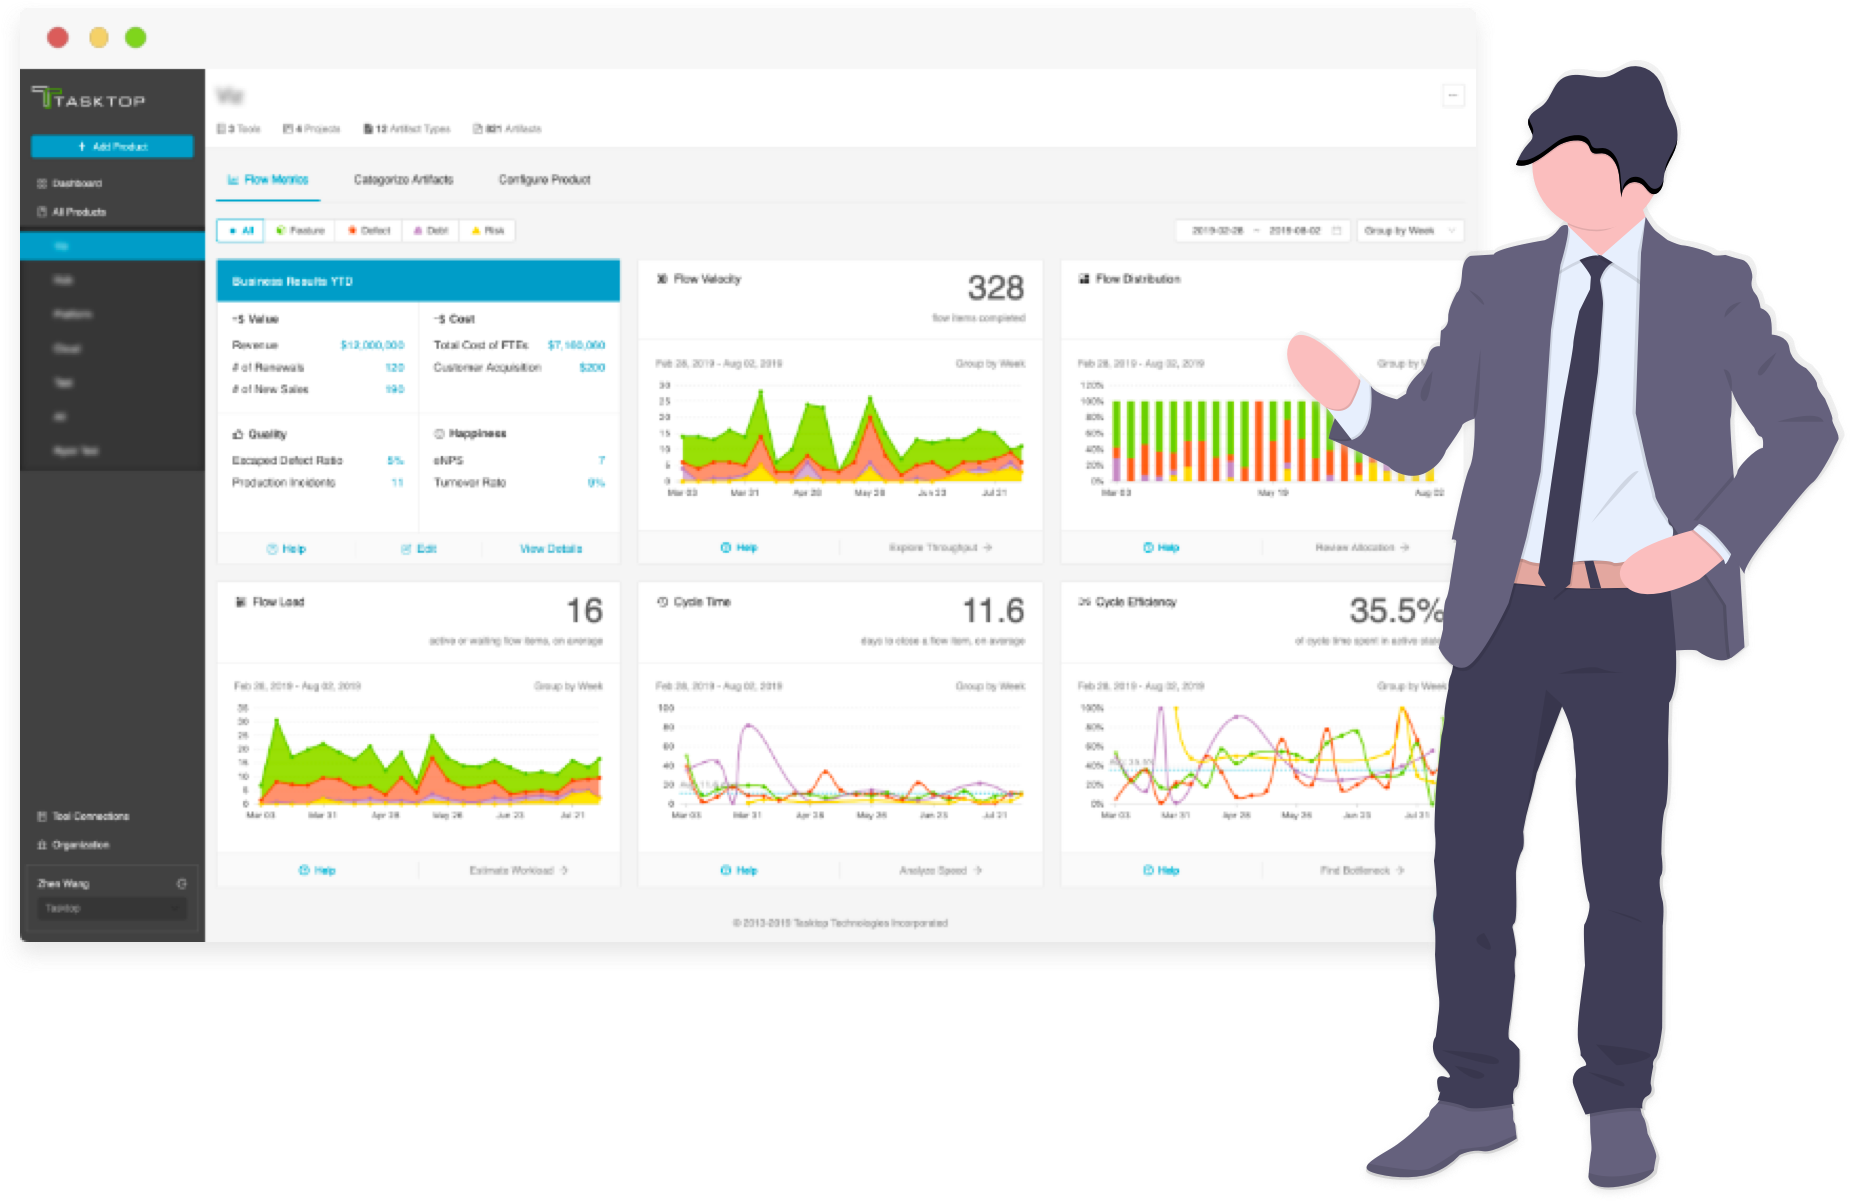 TASKTOP
Add Product
Dashboard
All Products
Viz
Hub
Platform
Cloud
Test
Tool Connections
Organization
Zhen Wang
Tasktop
Viz
3 Tools 4 Projects 12 Artifact Types 821 Artifacts
Flow Metrics Categorize Artifacts Configure Product
All Feature Defect Debt Risk
2019-02-28 ~ 2019-08-02 Group by Week
Business Results YTD
~$ Value
Revenue $12,000,000
# of Renewals 120
# of New Sales 190
~$ Cost
Total Cost of FTEs $7,160,060
Customer Acquisition $200
Quality
Escaped Defect Ratio 5%
Production Incidents 11
Happiness
eNPS 7
Turnover Rate 9%
Help Edit View Details
Flow Velocity
328
flow items completed
Feb 28, 2019 - Aug 02, 2019 Group by Week
30
25
20
15
10
5
0
Mar 03 Mar 31 Apr 28 May 26 Jun 23 Jul 21
Help Explore Throughput →
Flow Distribution
Feb 28, 2019 - Aug 02, 2019 Group by W
120%
100%
80%
60%
40%
20%
0%
Mar 03 May 19 Aug 02
Help Review Allocation →
Flow Load
16
active or waiting flow items, on average
Feb 28, 2019 - Aug 02, 2019 Group by Week
35
30
25
20
15
10
5
0
Mar 03 Mar 31 Apr 28 May 26 Jun 23 Jul 21
Help Estimate Workload →
Cycle Time
11.6
days to close a flow item, on average
Feb 28, 2019 - Aug 02, 2019 Group by Week
100
80
60
40
20
0
Mar 03 Mar 31 Apr 28 May 26 Jun 23 Jul 21
Help Analyze Speed →
Cycle Efficiency
35.5%
of cycle time spent in active state
Feb 28, 2019 - Aug 02, 2019 Group by Week
100%
80%
60%
40%
20%
0%
Mar 03 Mar 31 Apr 28 May 26 Jun 23 Jul 21
Help Find Bottleneck →
© 2013-2019 Tasktop Technologies Incorporated